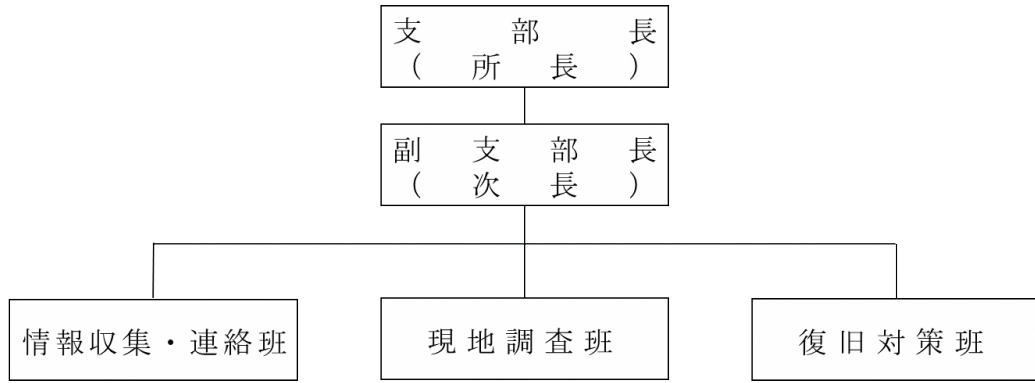 支部長
(所長)
副支部長
(次長)
情報収集・連絡班
現地調査班
復旧対策班